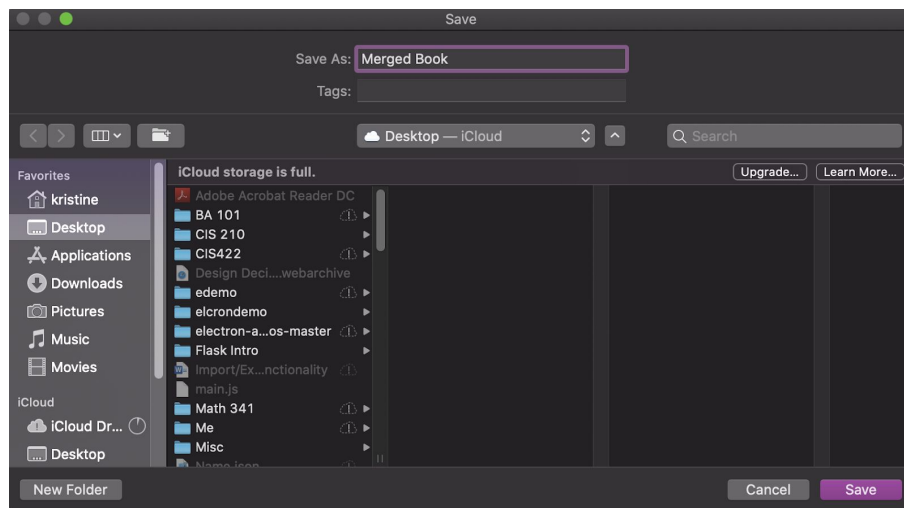 Save
Save As: Merged Book
Tags:
Desktop — iCloud
Search
Favorites
kristine
Desktop
Applications
Downloads
Pictures
Music
Movies
iCloud
iCloud Dr...
Desktop
iCloud storage is full.
Upgrade...
Learn More...
Adobe Acrobat Reader DC
BA 101
CIS 210
CIS422
Design Deci....webarchive
edemo
elcrondemo
electron-a...os-master
Flask Intro
Import/Ex...nctionality
main.js
Math 341
Me
Misc
Name.json
New Folder
Cancel
Save